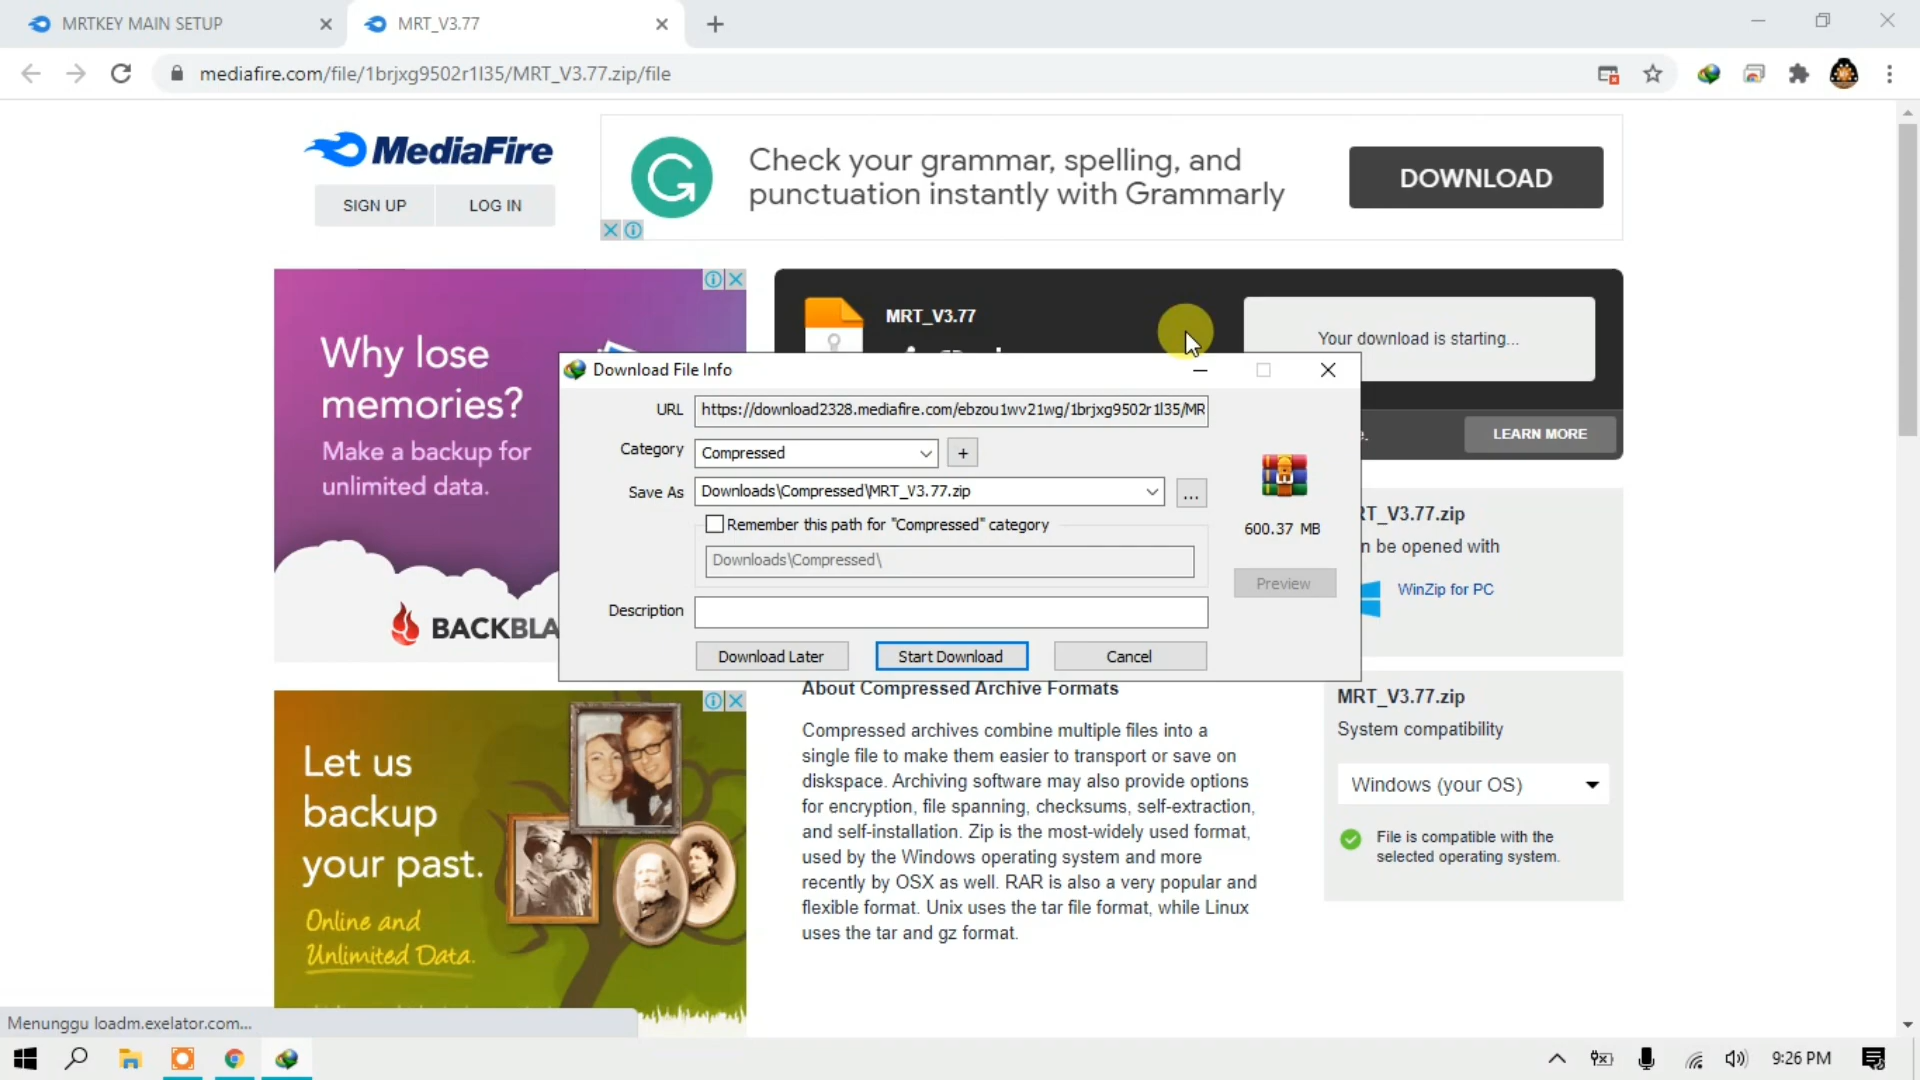 MRTKEY MAIN SETUP
MRT_V3.77
mediafire.com/file/1brjxg9502r1l35/MRT_V3.77.zip/file
MediaFire
SIGN UP
LOG IN
Check your grammar, spelling, and
punctuation instantly with Grammarly
DOWNLOAD
Why lose
memories?
Make a backup for
unlimited data.
BACKBLA
MRT_V3.77
Your download is starting...
LEARN MORE
Download File Info
URL
https://download2328.mediafire.com/ebzou1wv21wg/1brjxg9502r1l35/MR
Category
Compressed
+
Save As
Downloads\Compressed\MRT_V3.77.zip
...
Remember this path for "Compressed" category
Downloads\Compressed\
600.37 MB
Preview
Description
Download Later
Start Download
Cancel
RT_V3.77.zip
n be opened with
WinZip for PC
Let us
backup
your past.
Online and
Unlimited Data.
About Compressed Archive Formats
Compressed archives combine multiple files into a
single file to make them easier to transport or save on
diskspace. Archiving software may also provide options
for encryption, file spanning, checksums, self-extraction,
and self-installation. Zip is the most-widely used format,
used by the Windows operating system and more
recently by OSX as well. RAR is also a very popular and
flexible format. Unix uses the tar file format, while Linux
uses the tar and gz format.
MRT_V3.77.zip
System compatibility
Windows (your OS)
File is compatible with the
selected operating system.
Menunggu loadm.exelator.com...
9:26 PM